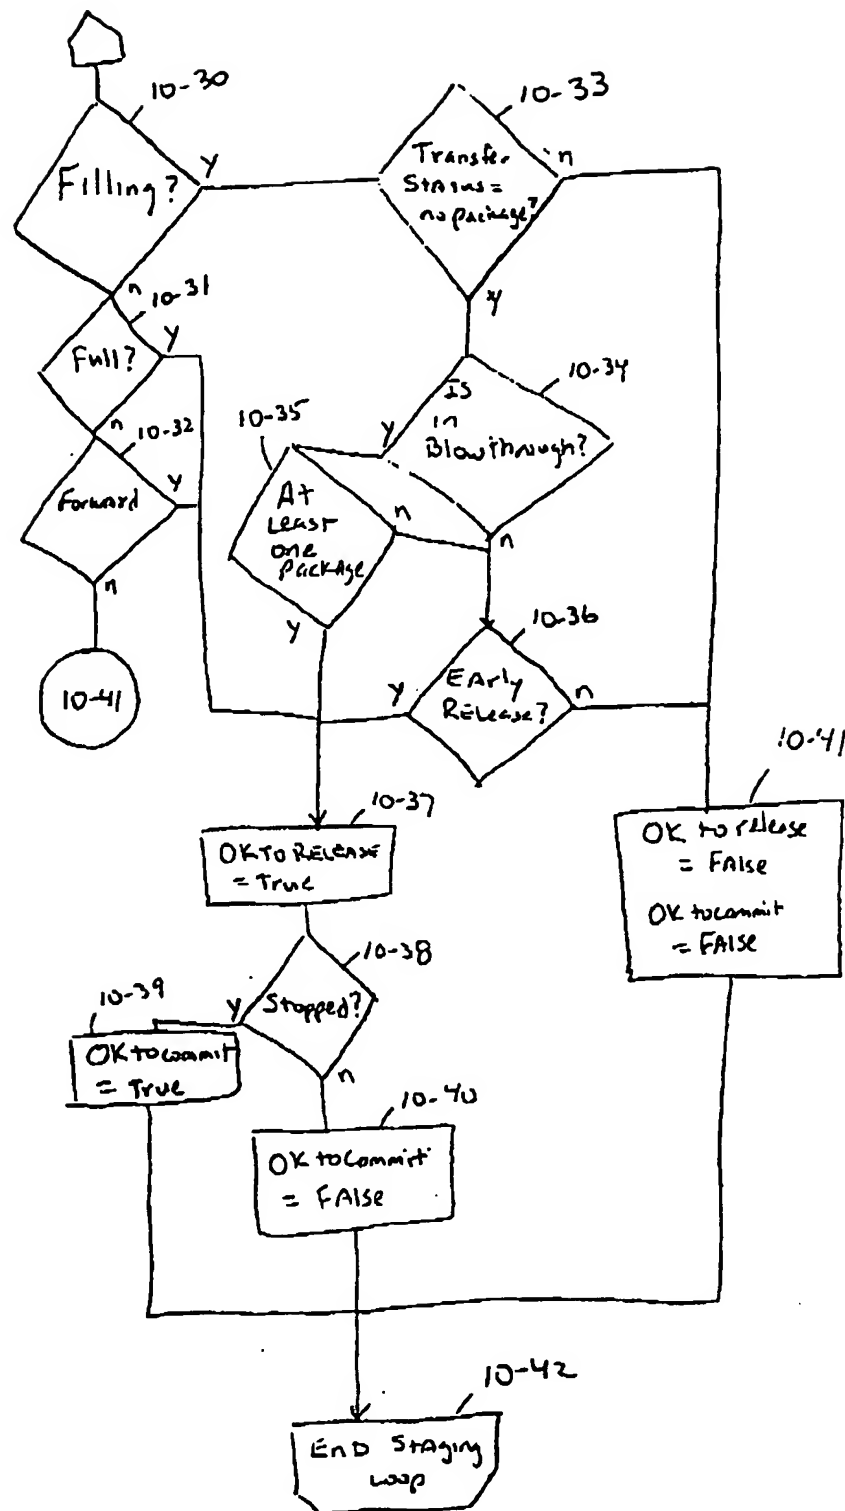 10-30
Filling?
y
n
10-33
Transfer
Status =
no package?
n
y
10-31
Full?
y
n
10-32
Forward
y
n
10-41
10-34
Is
in
Blowthrough?
y
n
10-35
At
Least
one
package
n
y
10-36
Early
Release?
y
n
10-37
OK TO RELEASE
= True
10-41
OK to release
= FAlse
OK to commit
= FAlse
10-38
Stopped?
y
n
10-39
OK to commit
= True
10-40
OK to commit
= FAlse
10-42
End Staging
Loop